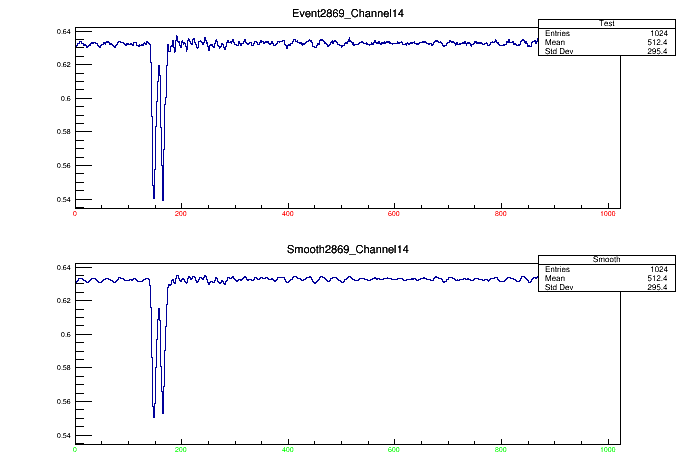 Event2869_Channel14
Test
Entries 1024
Mean 512.4
Std Dev 295.4
0.64
0.62
0.6
0.58
0.56
0.54
0 200 400 600 800 1000
Smooth2869_Channel14
Smooth
Entries 1024
Mean 512.4
Std Dev 295.4
0.64
0.62
0.6
0.58
0.56
0.54
0 200 400 600 800 1000